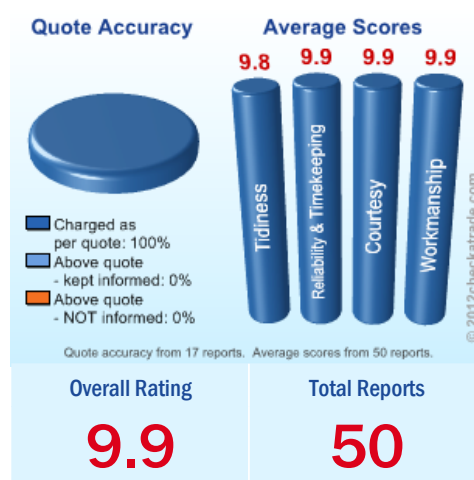 Quote Accuracy
Average Scores
9.8
9.9
9.9
9.9
Tidiness
Reliability & Timekeeping
Courtesy
Workmanship
Charged as
per quote: 100%
Above quote
- kept informed: 0%
Above quote
- NOT informed: 0%
© 2012checkatrade.com
Quote accuracy from 17 reports. Average scores from 50 reports.
Overall Rating
Total Reports
9.9
50